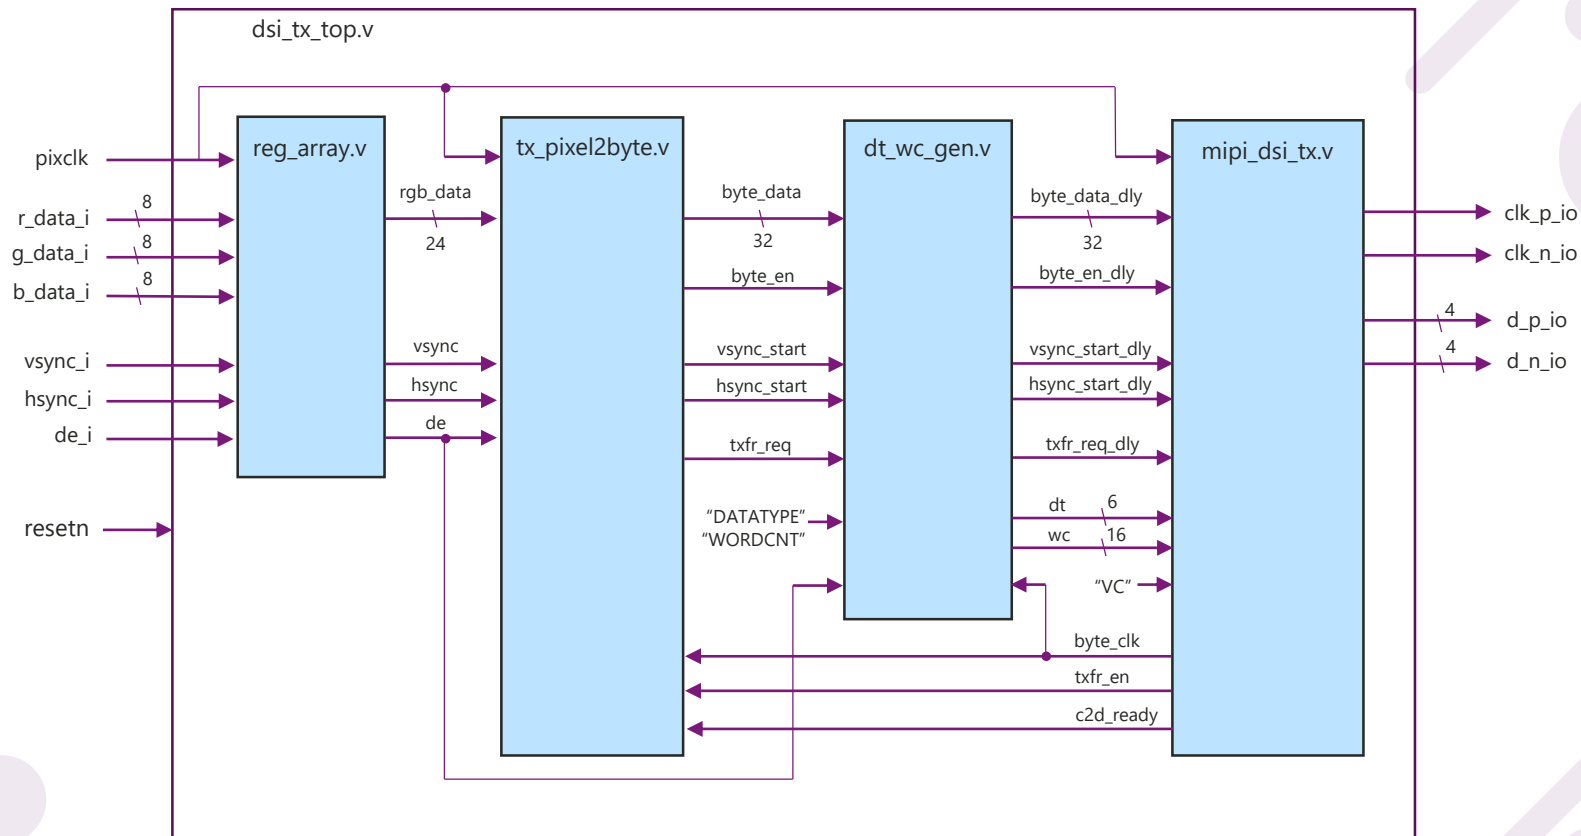 dsi_tx_top.v
pixclk
r_data_i
8
g_data_i
8
b_data_i
8
vsync_i
hsync_i
de_i
resetn
reg_array.v
rgb_data
24
vsync
hsync
de
tx_pixel2byte.v
byte_data
32
byte_en
vsync_start
hsync_start
txfr_req
“DATATYPE”
“WORDCNT”
dt_wc_gen.v
byte_data_dly
32
byte_en_dly
vsync_start_dly
hsync_start_dly
txfr_req_dly
dt
6
wc
16
“VC”
byte_clk
txfr_en
c2d_ready
mipi_dsi_tx.v
clk_p_io
clk_n_io
4
d_p_io
4
d_n_io